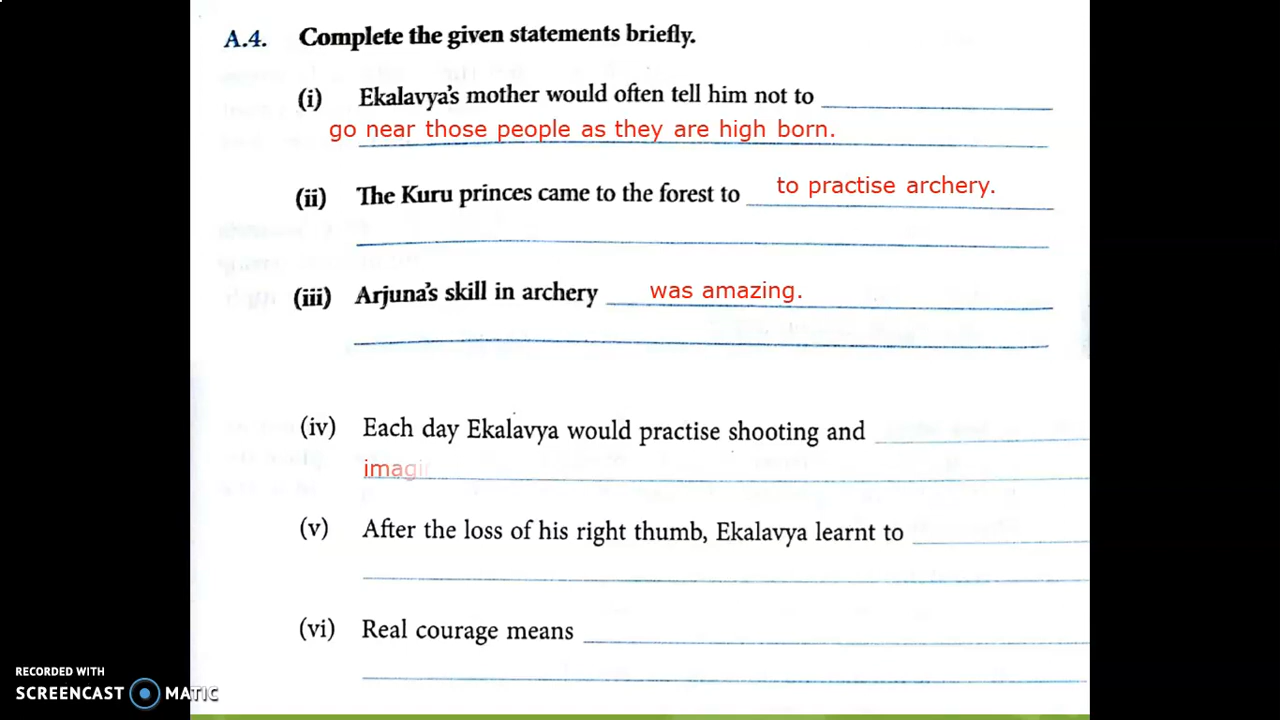 A.4. Complete the given statements briefly.
(i) Ekalavya's mother would often tell him not to
go near those people as they are high born.
(ii) The Kuru princes came to the forest to to practise archery.
(iii) Arjuna's skill in archery was amazing.
(iv) Each day Ekalavya would practise shooting and
imagi
(v) After the loss of his right thumb, Ekalavya learnt to
(vi) Real courage means
RECORDED WITH
SCREENCAST MATIC